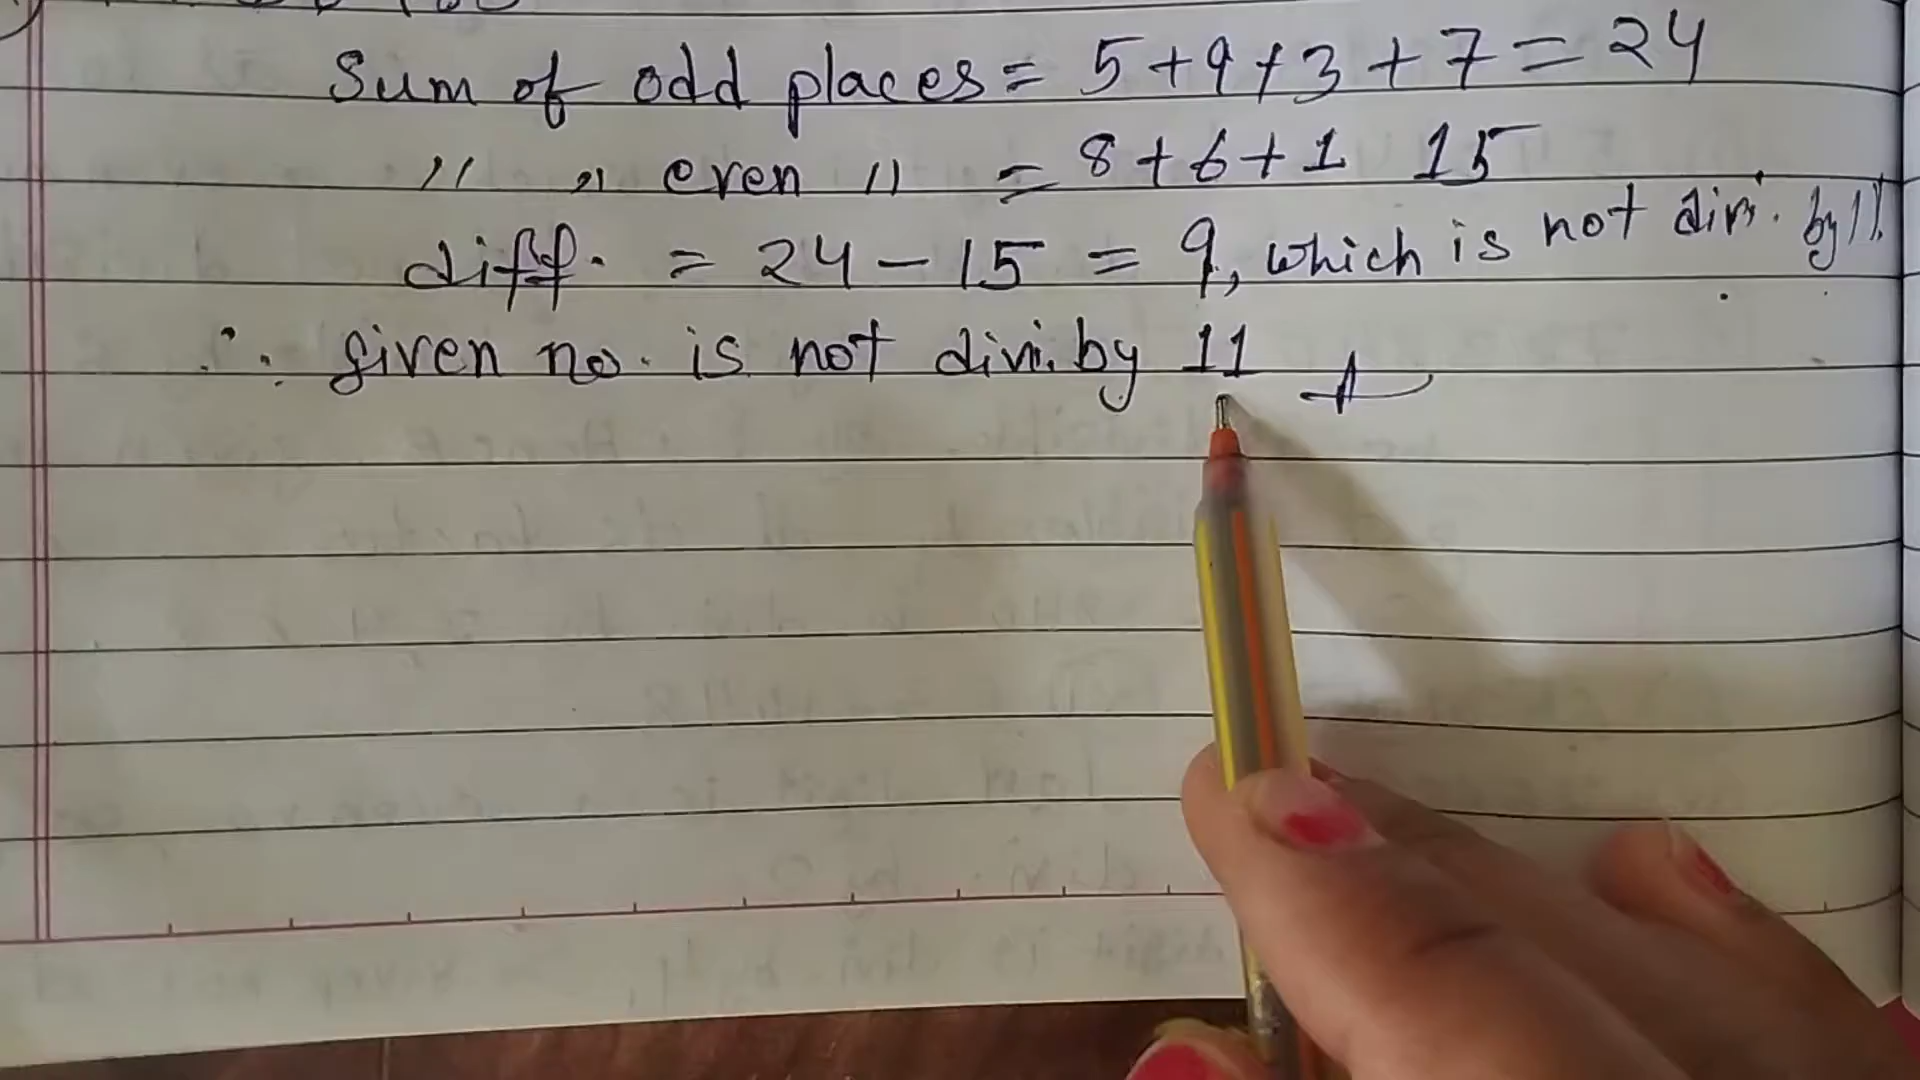 Sum of odd places = 5+9+3+7 = 24
〃 〃 even 〃 = 8+6+1 15
diff. = 24-15 = 9, which is not divi. by 11.
∴ given no. is not divi. by 11